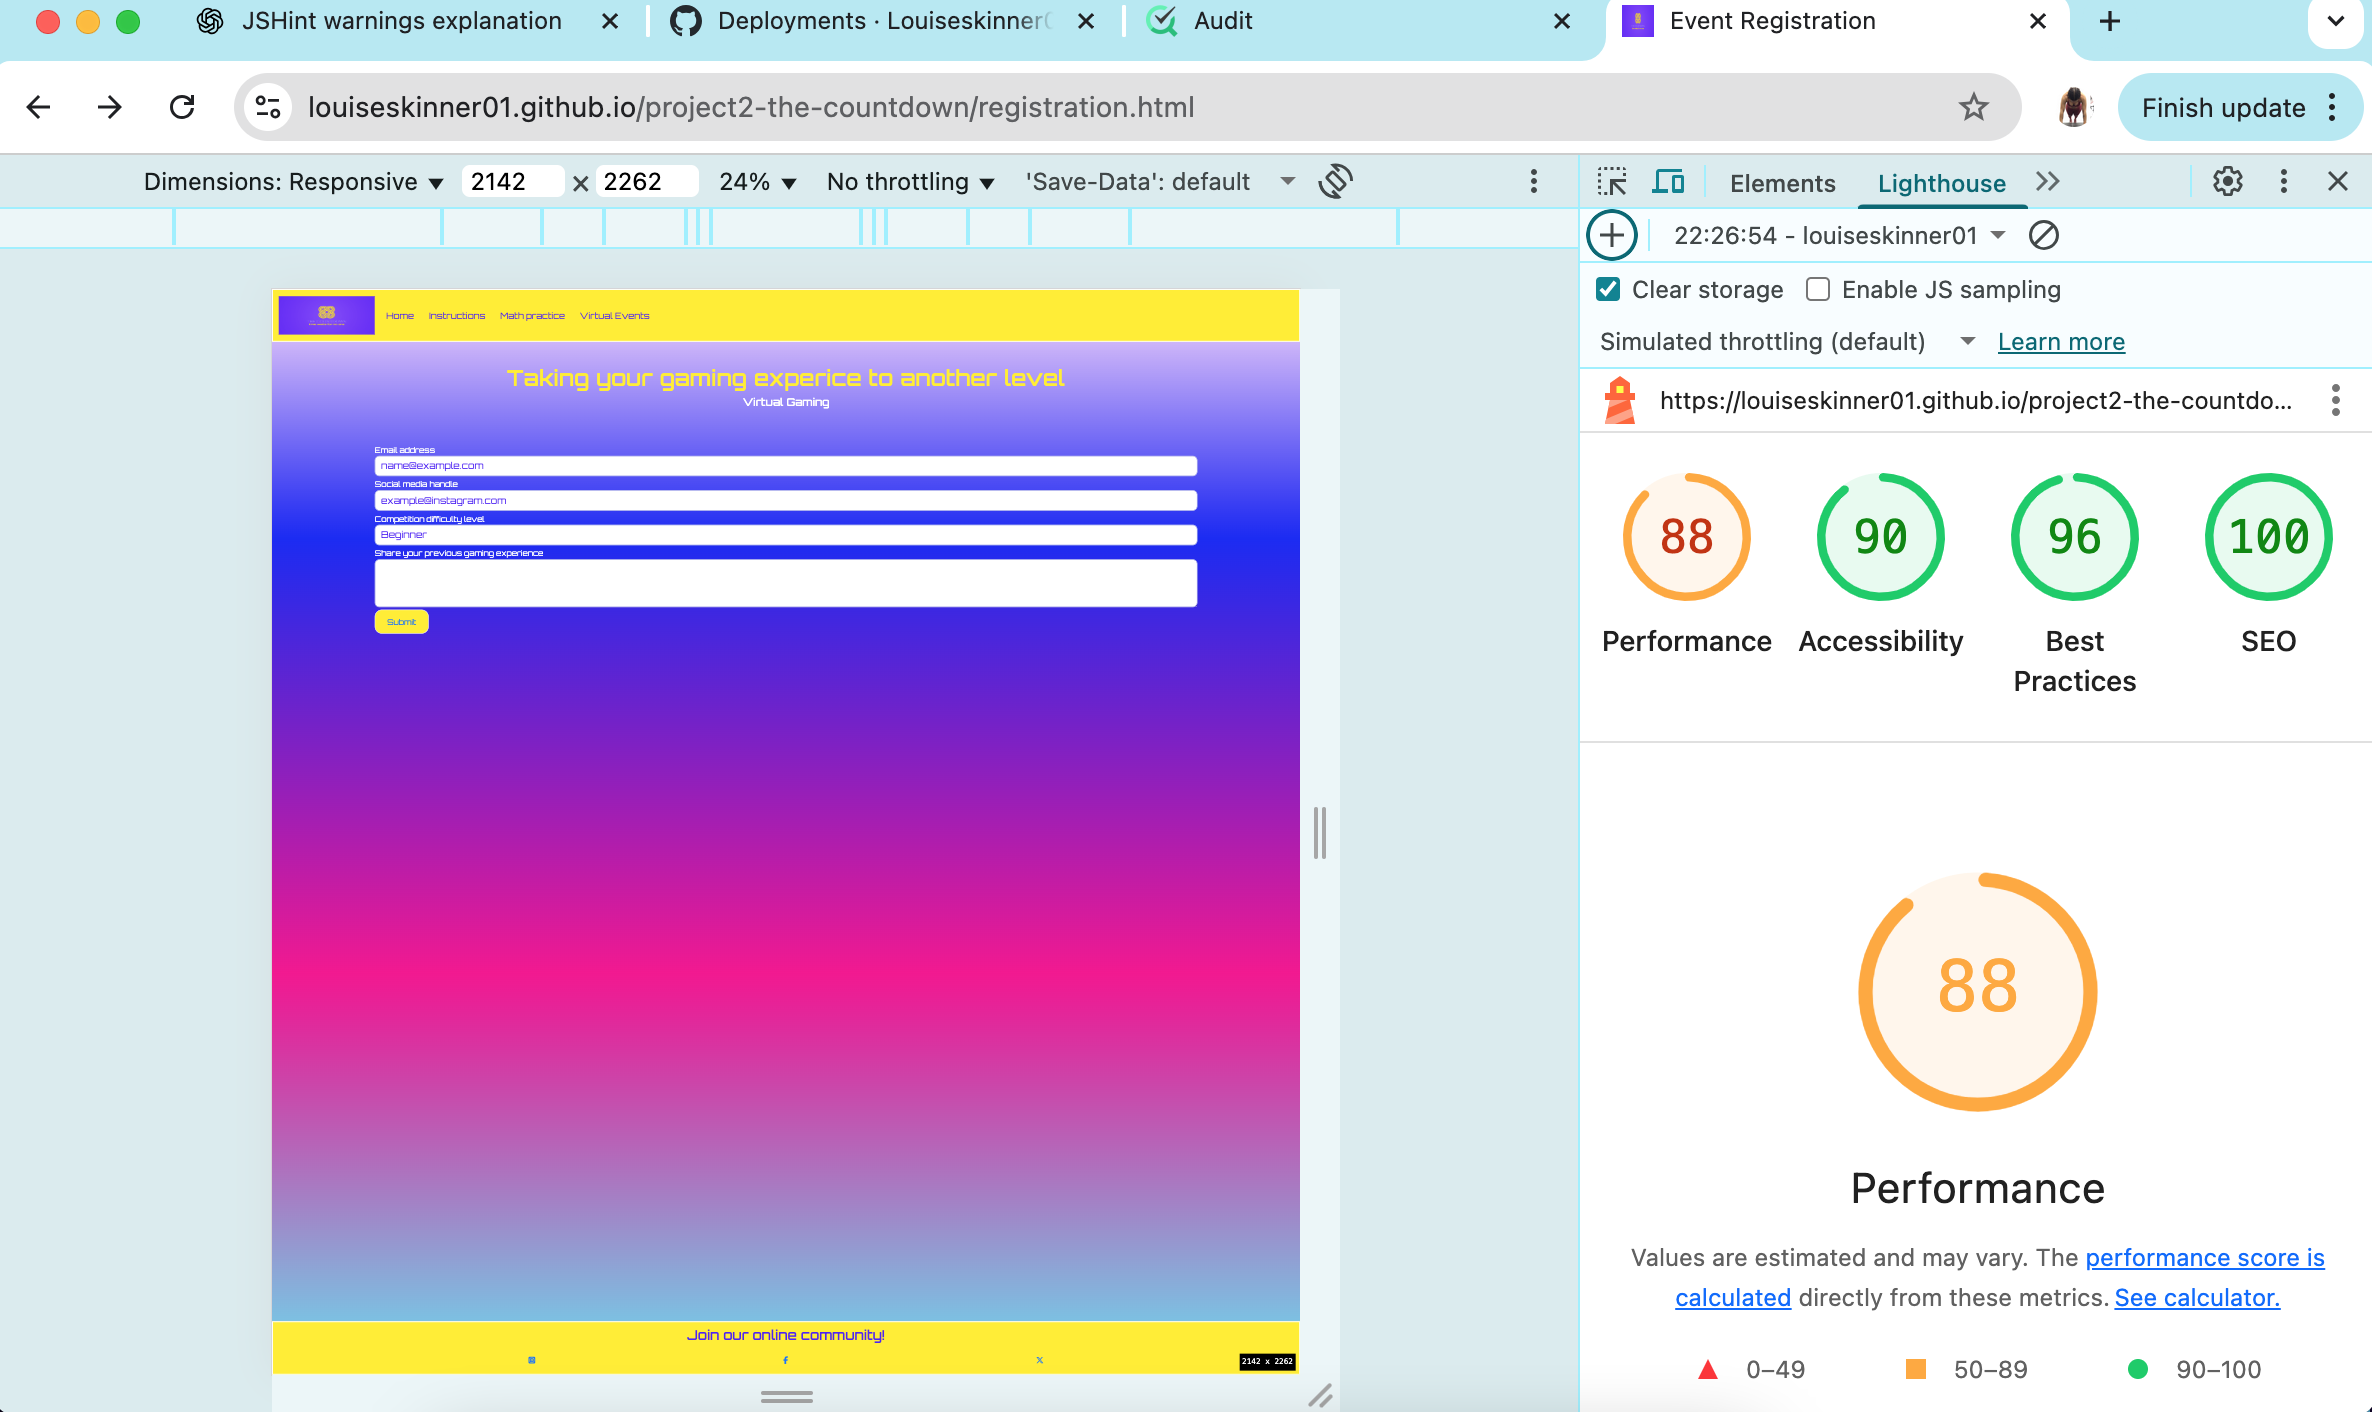 JSHint warnings explanation
Deployments · Louiseskinner
Audit
Event Registration
louiseskinner01.github.io/project2-the-countdown/registration.html
Finish update
Dimensions: Responsive 2142 × 2262 24% No throttling 'Save-Data': default
Elements Lighthouse
22:26:54 - louiseskinner01
Clear storage Enable JS sampling
Simulated throttling (default) Learn more
https://louiseskinner01.github.io/project2-the-countdo...
88 90 96 100
Performance Accessibility Best Practices SEO
88
Performance
Values are estimated and may vary. The performance score is
calculated directly from these metrics. See calculator.
0–49 50–89 90–100
Home Instructions Math practice Virtual Events
Taking your gaming experice to another level
Virtual Gaming
Email address
name@example.com
Social media handle
example@instagram.com
Competition difficulty level
Beginner
Share your previous gaming experience
Submit
Join our online community!
2142 x 2262